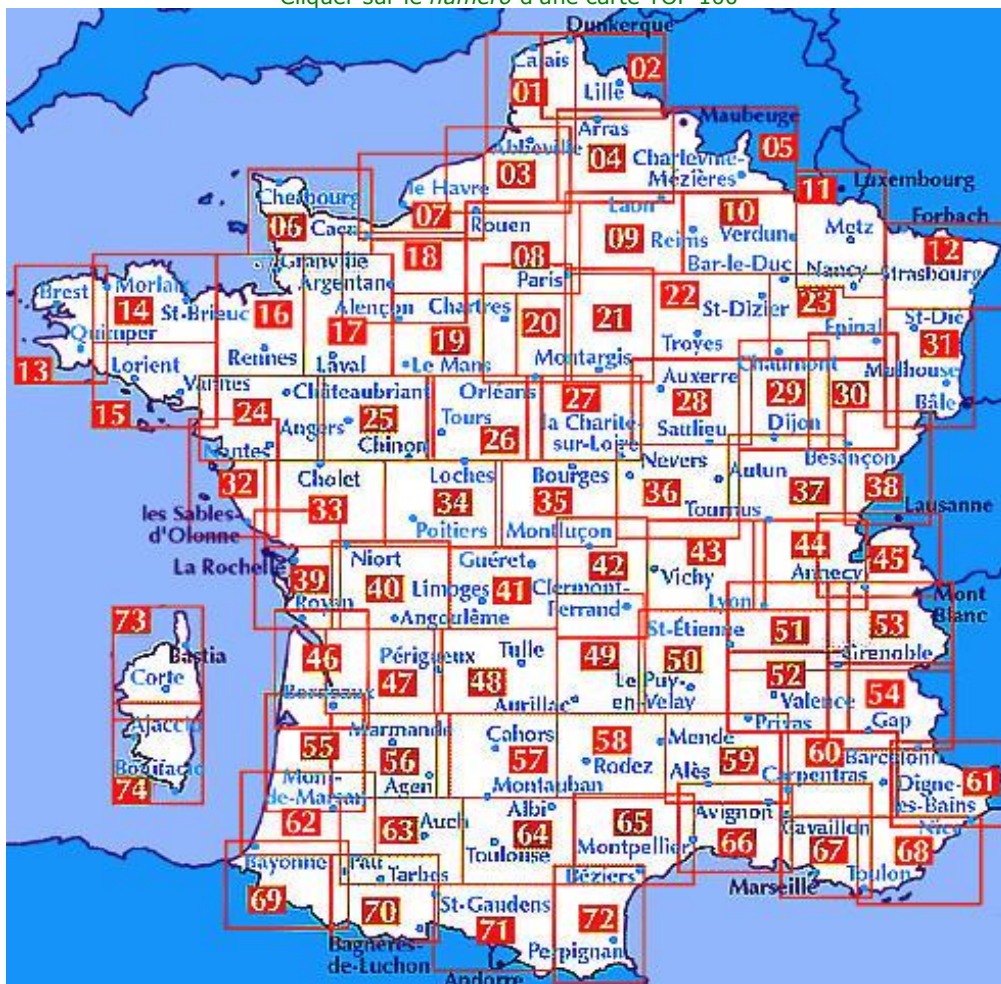 Cliquer sur le numéro d'une carte TOP 100
Dunkerque
Calais
02
01
Lille
Maubeuge
Arras
Abbeville
05
04
03
Charleville-
Mézières
11
Luxembourg
Cherbourg
le Havre
07
Laon
10
Forbach
06
Caen
Rouen
09
Reims
Verdun
Metz
12
18
08
Granville
Bar-le-Duc
Nancy
Strasbourg
Paris
Brest
Morlaix
Argentan
22
14
St-Brieuc
16
Alençon
Chartres
St-Dizier
23
St-Dié
17
20
21
Épinal
Quimper
19
Troyes
31
Rennes
13
Lorient
Laval
Le Mans
Montargis
Chaumont
Mulhouse
Vannes
Châteaubriant
Orléans
Auxerre
29
30
15
27
28
Bâle
24
Angers
25
Tours
la Charité-
sur-Loire
Saulieu
Dijon
Nantes
Chinon
26
Nevers
Besançon
Cholet
Loches
Bourges
Autun
32
34
35
36
37
38
33
Lausanne
les Sables-
d'Olonne
Poitiers
Montluçon
Tournus
Niort
Guéret
42
43
44
45
La Rochelle
39
40
Limoges
41
Clermont-
Ferrand
Vichy
Annecy
Royan
Angoulême
Lyon
Mont
Blanc
73
St-Étienne
51
53
Bastia
46
Périgueux
Tulle
49
50
Grenoble
Corte
47
48
Le Puy-
en-Velay
52
Bordeaux
Aurillac
Valence
54
Ajaccio
Marmande
Cahors
58
Mende
Privas
Gap
55
56
57
Rodez
59
60
Barcelonn
Bonifacio
Mont-
de-Marsan
Agen
Montauban
Alès
Carpentras
Digne-
les-Bains
61
74
62
63
Auch
Albi
65
Avignon
Cavaillon
Nice
64
Toulouse
Montpellier
66
67
68
Bayonne
Pau
Tarbes
Béziers
Marseille
Toulon
69
70
St-Gaudens
71
72
Bagnères-
de-Luchon
Perpignan
Andorre